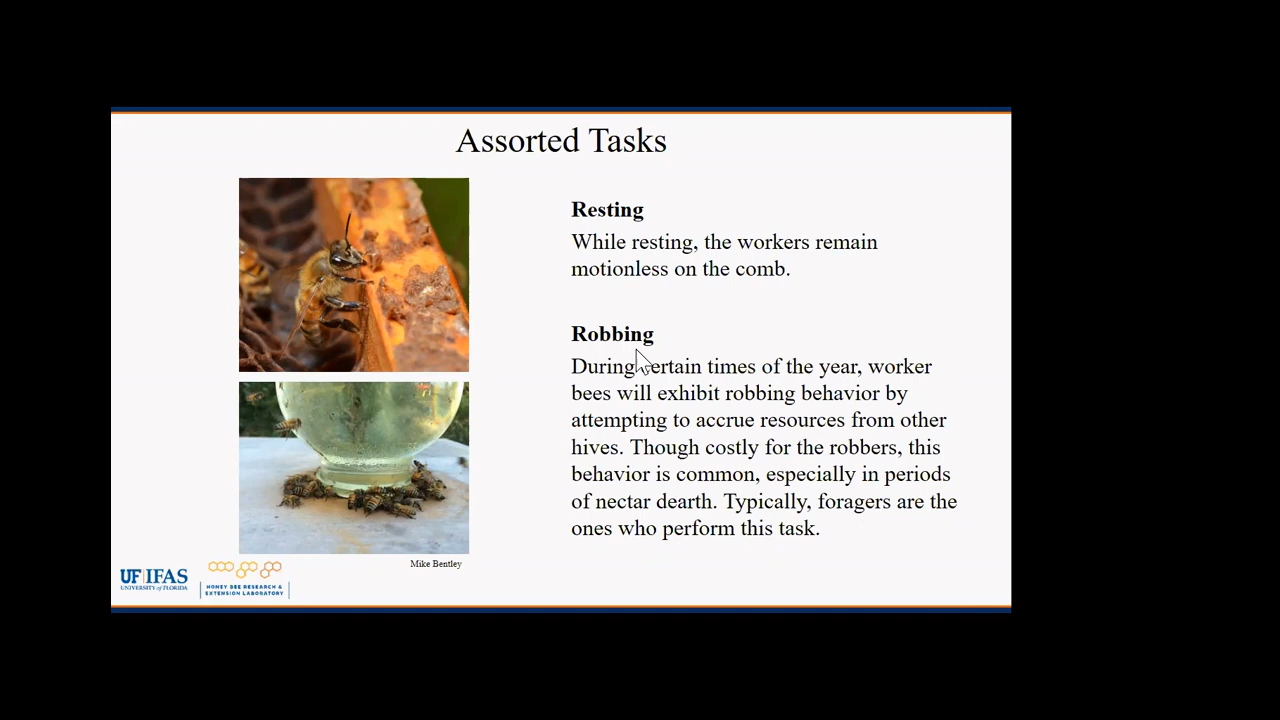 Assorted Tasks
Resting
While resting, the workers remain
motionless on the comb.
Robbing
During certain times of the year, worker
bees will exhibit robbing behavior by
attempting to accrue resources from other
hives. Though costly for the robbers, this
behavior is common, especially in periods
of nectar dearth. Typically, foragers are the
ones who perform this task.
Mike Bentley
UF|IFAS
UNIVERSITY of FLORIDA
HONEY BEE RESEARCH &
EXTENSION LABORATORY